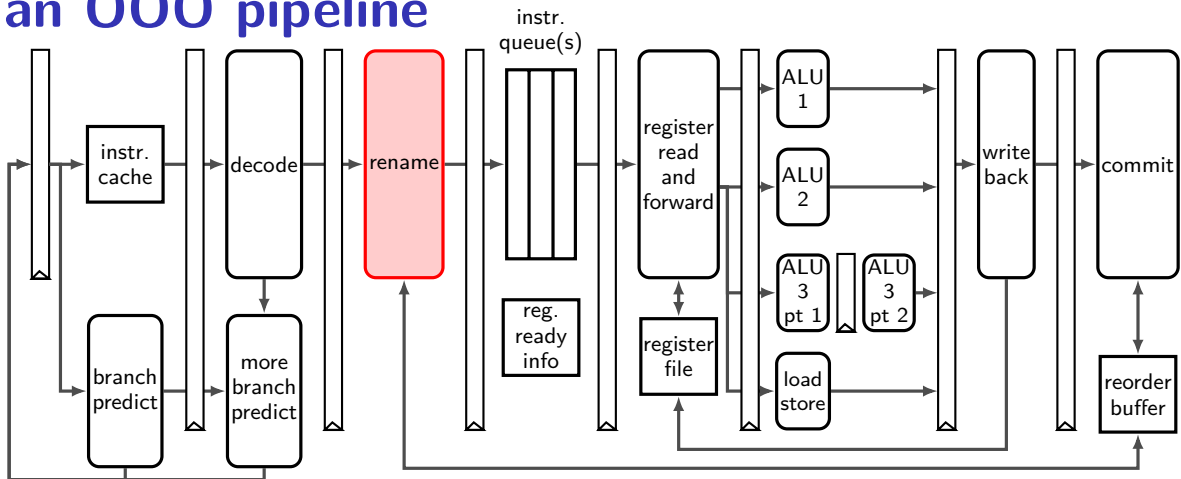 an OOO pipeline
instr.
queue(s)
instr.
cache
decode
rename
register
read
and
forward
ALU
1
ALU
2
ALU
3
pt 1
ALU
3
pt 2
load
store
write
back
commit
branch
predict
more
branch
predict
reg.
ready
info
register
file
reorder
buffer